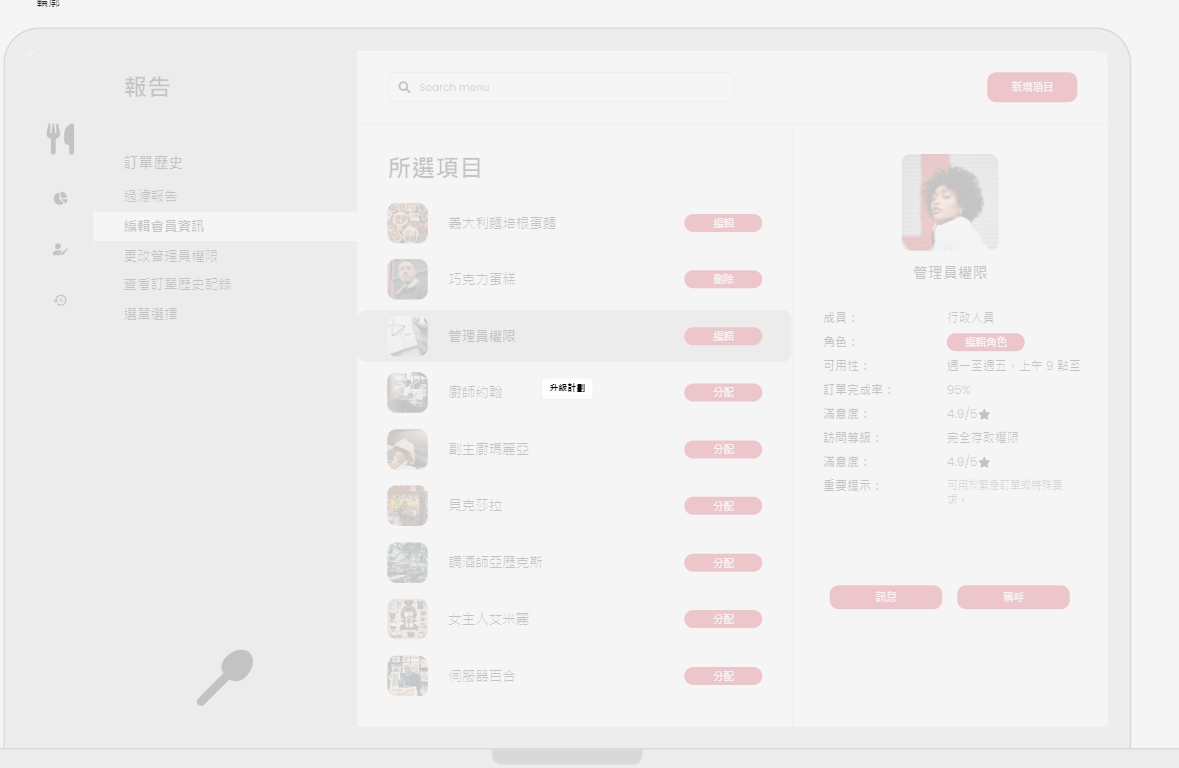 報告
訂單歷史
過濾報告
編輯會員資訊
更改管理員權限
查看訂單歷史記錄
選單選擇
Search menu
新增項目
所選項目
義大利麵培根蛋麵
編輯
巧克力蛋糕
刪除
管理員權限
編輯
廚師約翰
升級計劃
分配
副主廚瑪麗亞
分配
貝克莎拉
分配
調酒師亞歷克斯
分配
女主人艾米麗
分配
伺服器百合
分配
管理員權限
成員：
行政人員
角色：
編輯角色
可用性：
週一至週五，上午 9 點至
訂單完成率：
95%
滿意度：
4.9/5★
訪問等級：
完全存取權限
滿意度：
4.9/5★
重要提示：
可用於緊急訂單或特殊要
求。
訊息
稱呼